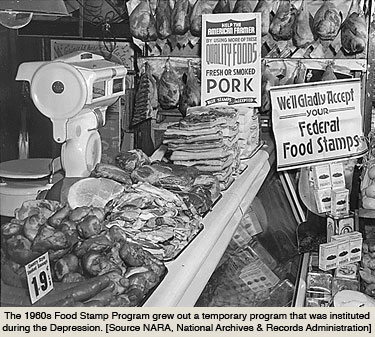 HELP THE
AMERICAN FARMER
BY USING MORE OF THESE
QUALITY
FOODS
FRESH OR SMOKED
PORK
FOOD STAMPS ACCEPTED
We'll Gladly Accept
YOUR
Federal
Food Stamps
19
The 1960s Food Stamp Program grew out a temporary program that was instituted
during the Depression. [Source NARA, National Archives & Records Administration]